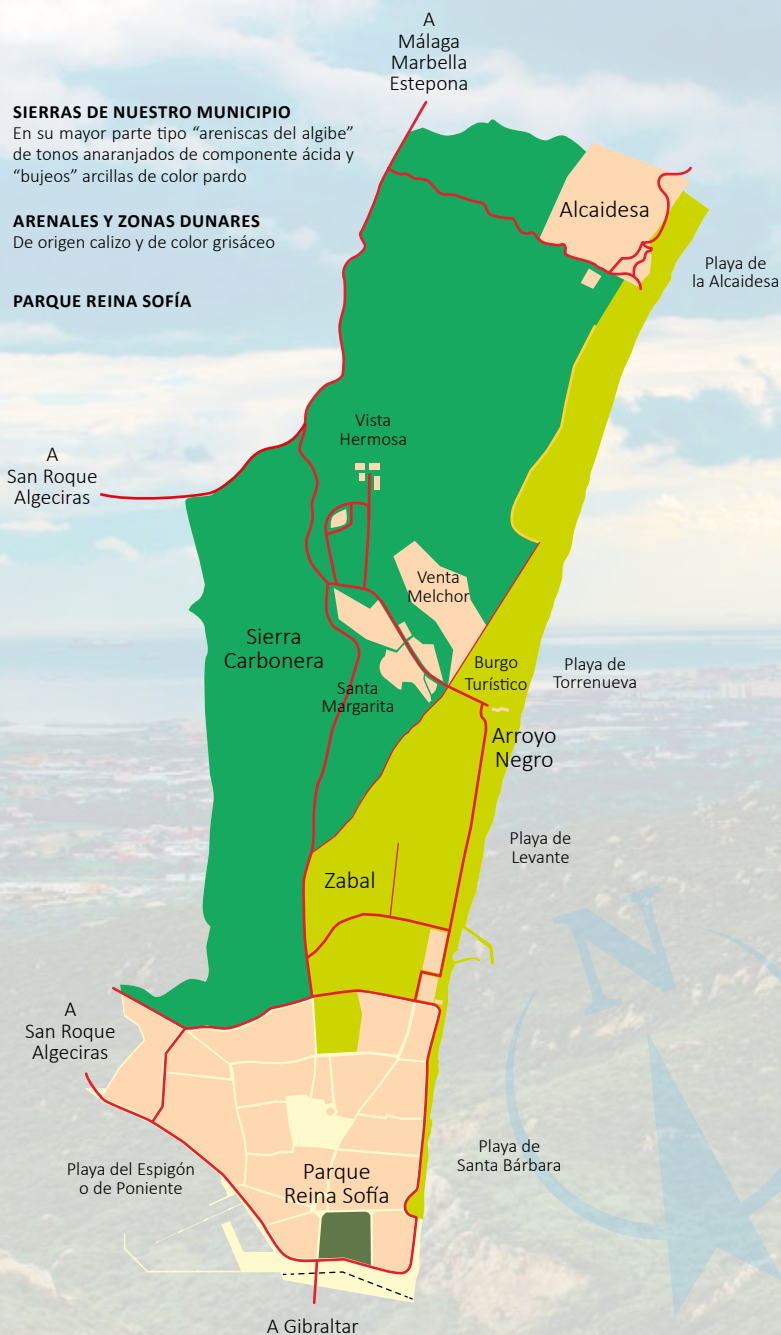 A
Málaga
Marbella
Estepona
SIERRAS DE NUESTRO MUNICIPIO
En su mayor parte tipo “areniscas del algibe”
de tonos anaranjados de componente ácida y
“bujeos” arcillas de color pardo
ARENALES Y ZONAS DUNARES
De origen calizo y de color grisáceo
PARQUE REINA SOFÍA
Alcaidesa
Playa de
la Alcaidesa
Vista
Hermosa
A
San Roque
Algeciras
Venta
Melchor
Sierra
Carbonera
Santa
Margarita
Burgo
Turístico
Playa de
Torrenueva
Arroyo
Negro
Playa de
Levante
Zabal
N
A
San Roque
Algeciras
Playa de
Santa Bárbara
Playa del Espigón
o de Poniente
Parque
Reina Sofía
A Gibraltar